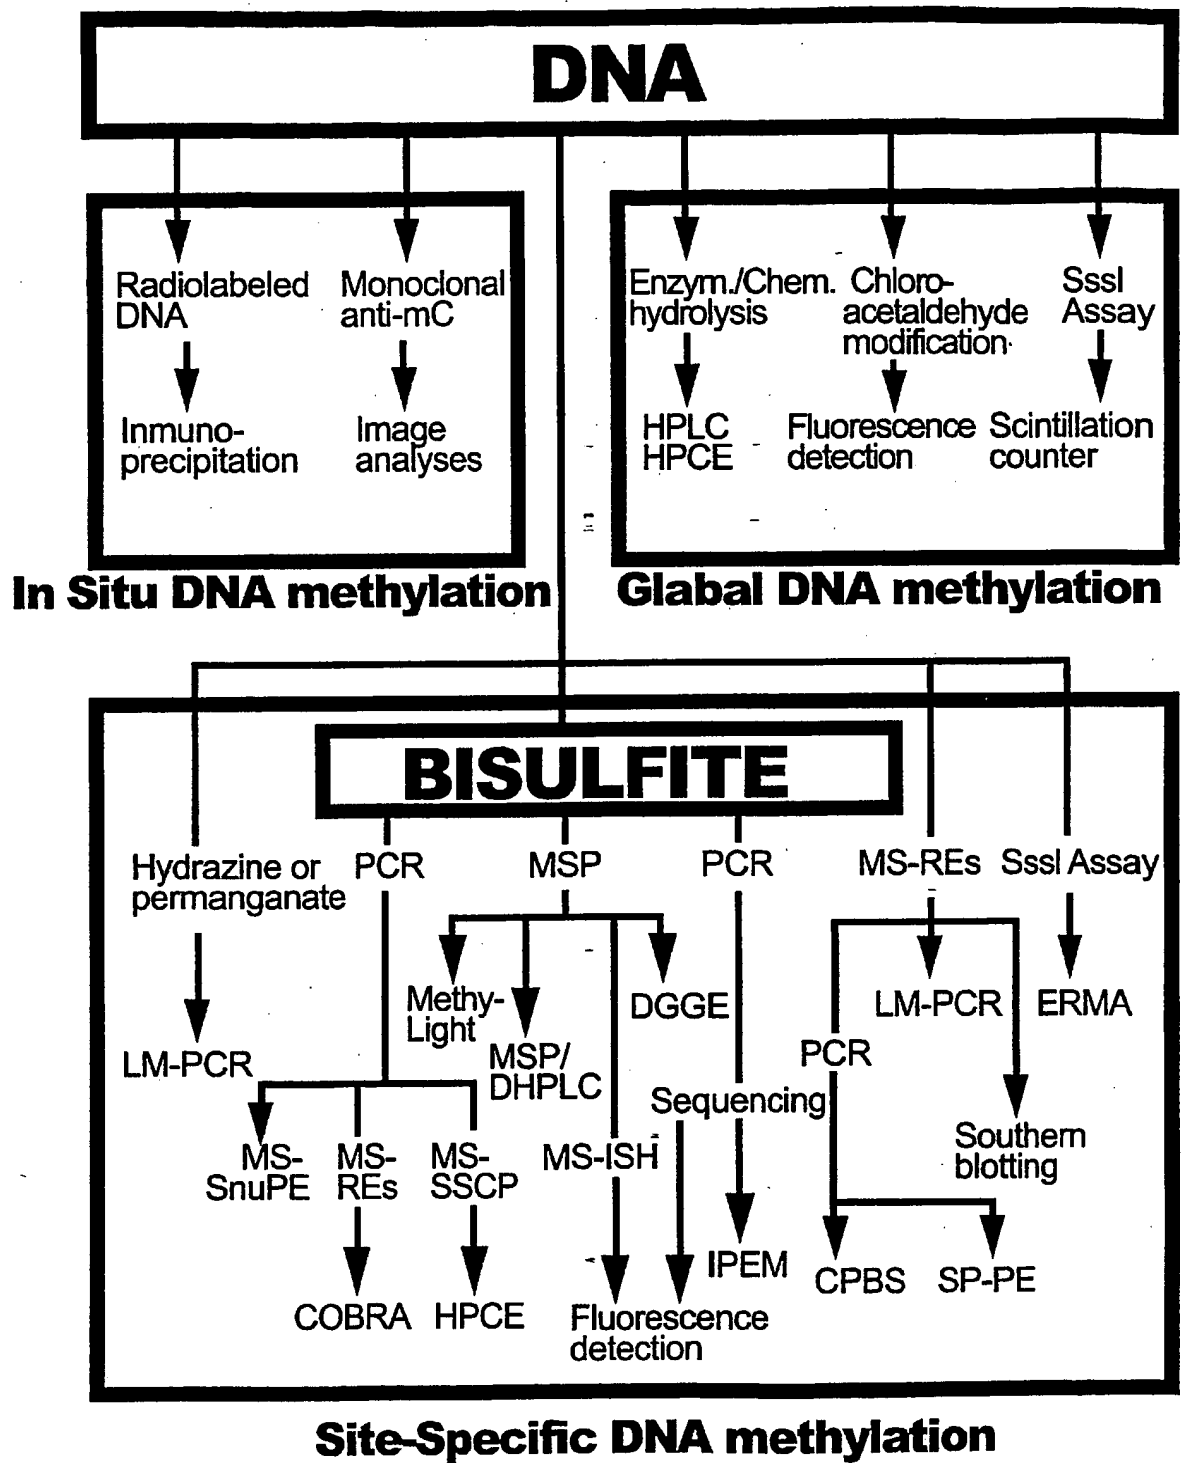 DNA
Radiolabeled
DNA
Monoclonal
anti-mC
Enzym./Chem.
hydrolysis
Chloro-
acetaldehyde
modification
SssI
Assay
Inmuno-
precipitation
Image
analyses
HPLC
HPCE
Fluorescence
detection
Scintillation
counter
In Situ DNA methylation
Glabal DNA methylation
BISULFITE
Hydrazine or
permanganate
PCR
MSP
PCR
MS-REs
SssI Assay
Methy-
Light
DGGE
LM-PCR
ERMA
LM-PCR
MSP/
DHPLC
PCR
Sequencing
MS-
SnuPE
MS-
REs
MS-
SSCP
MS-ISH
Southern
blotting
IPEM
CPBS
SP-PE
COBRA
HPCE
Fluorescence
detection
Site-Specific DNA methylation